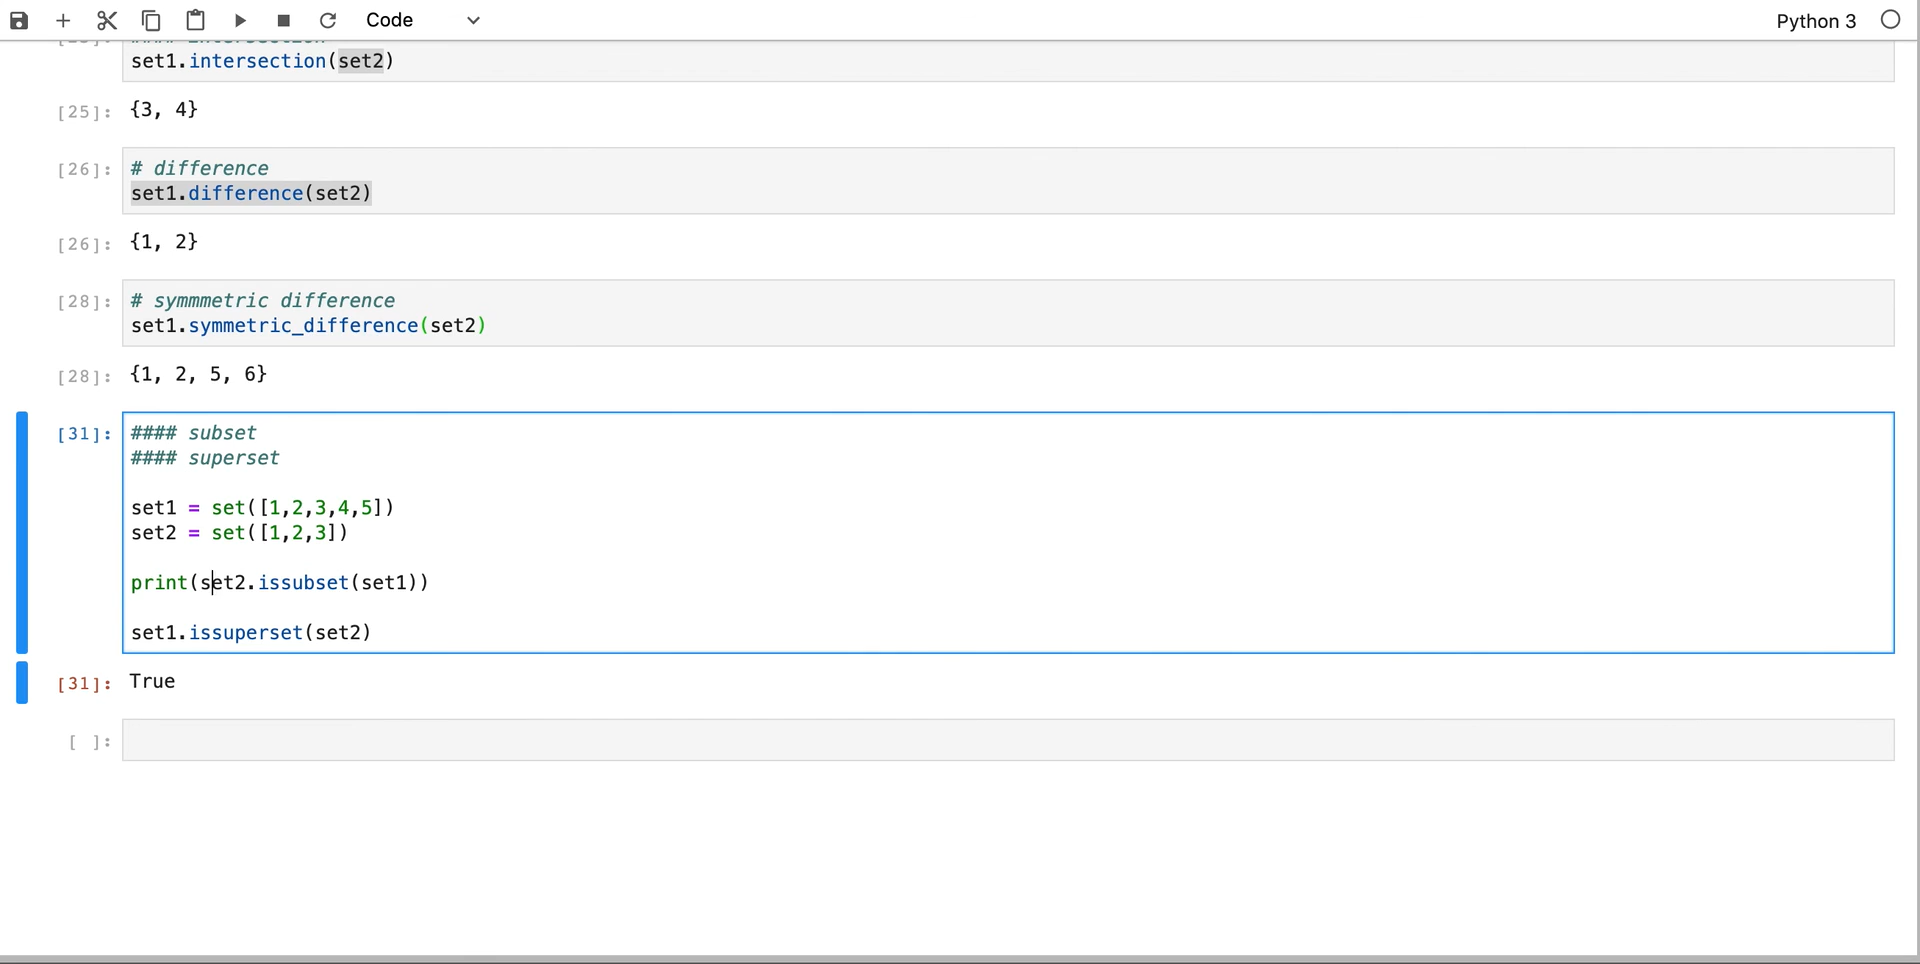 Code
Python 3
set1.intersection(set2)
[25]: {3, 4}
[26]: # difference
set1.difference(set2)
[26]: {1, 2}
[28]: # symmmetric difference
set1.symmetric_difference(set2)
[28]: {1, 2, 5, 6}
[31]: #### subset
#### superset
set1 = set([1,2,3,4,5])
set2 = set([1,2,3])
print(set2.issubset(set1))
set1.issuperset(set2)
[31]: True
[ ]: